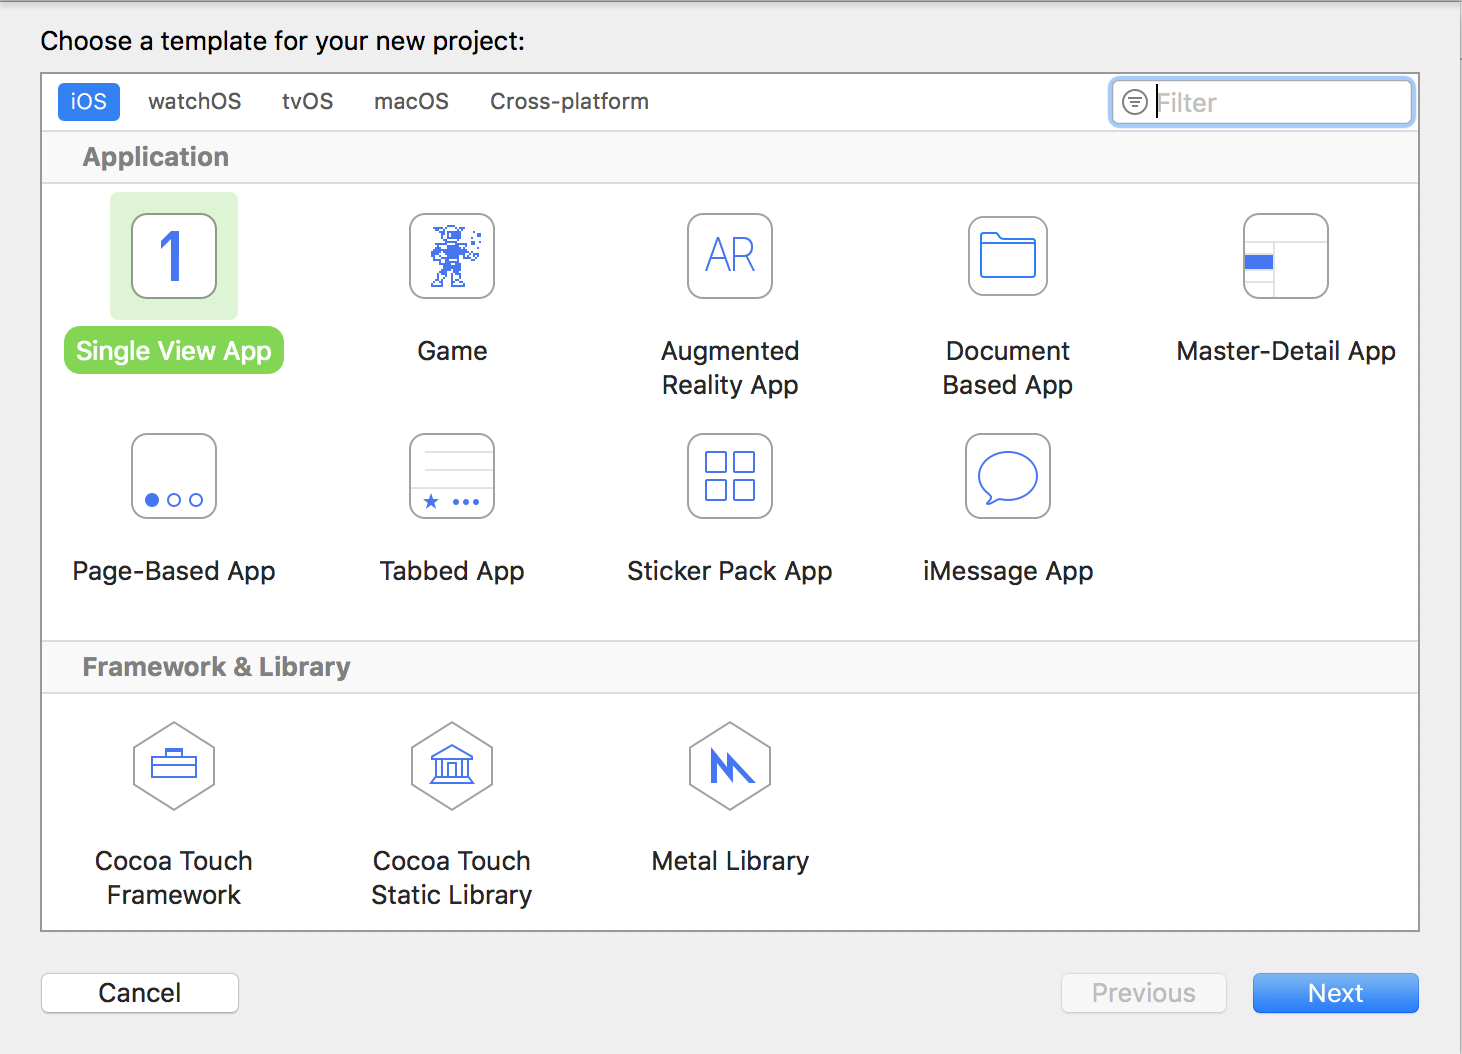 Choose a template for your new project:
iOS watchOS tvOS macOS Cross-platform Filter
Application
1 AR
Single View App Game Augmented Document Master-Detail App
Reality App Based App
Page-Based App Tabbed App Sticker Pack App iMessage App
Framework & Library
Cocoa Touch Cocoa Touch Metal Library
Framework Static Library
Cancel Previous Next